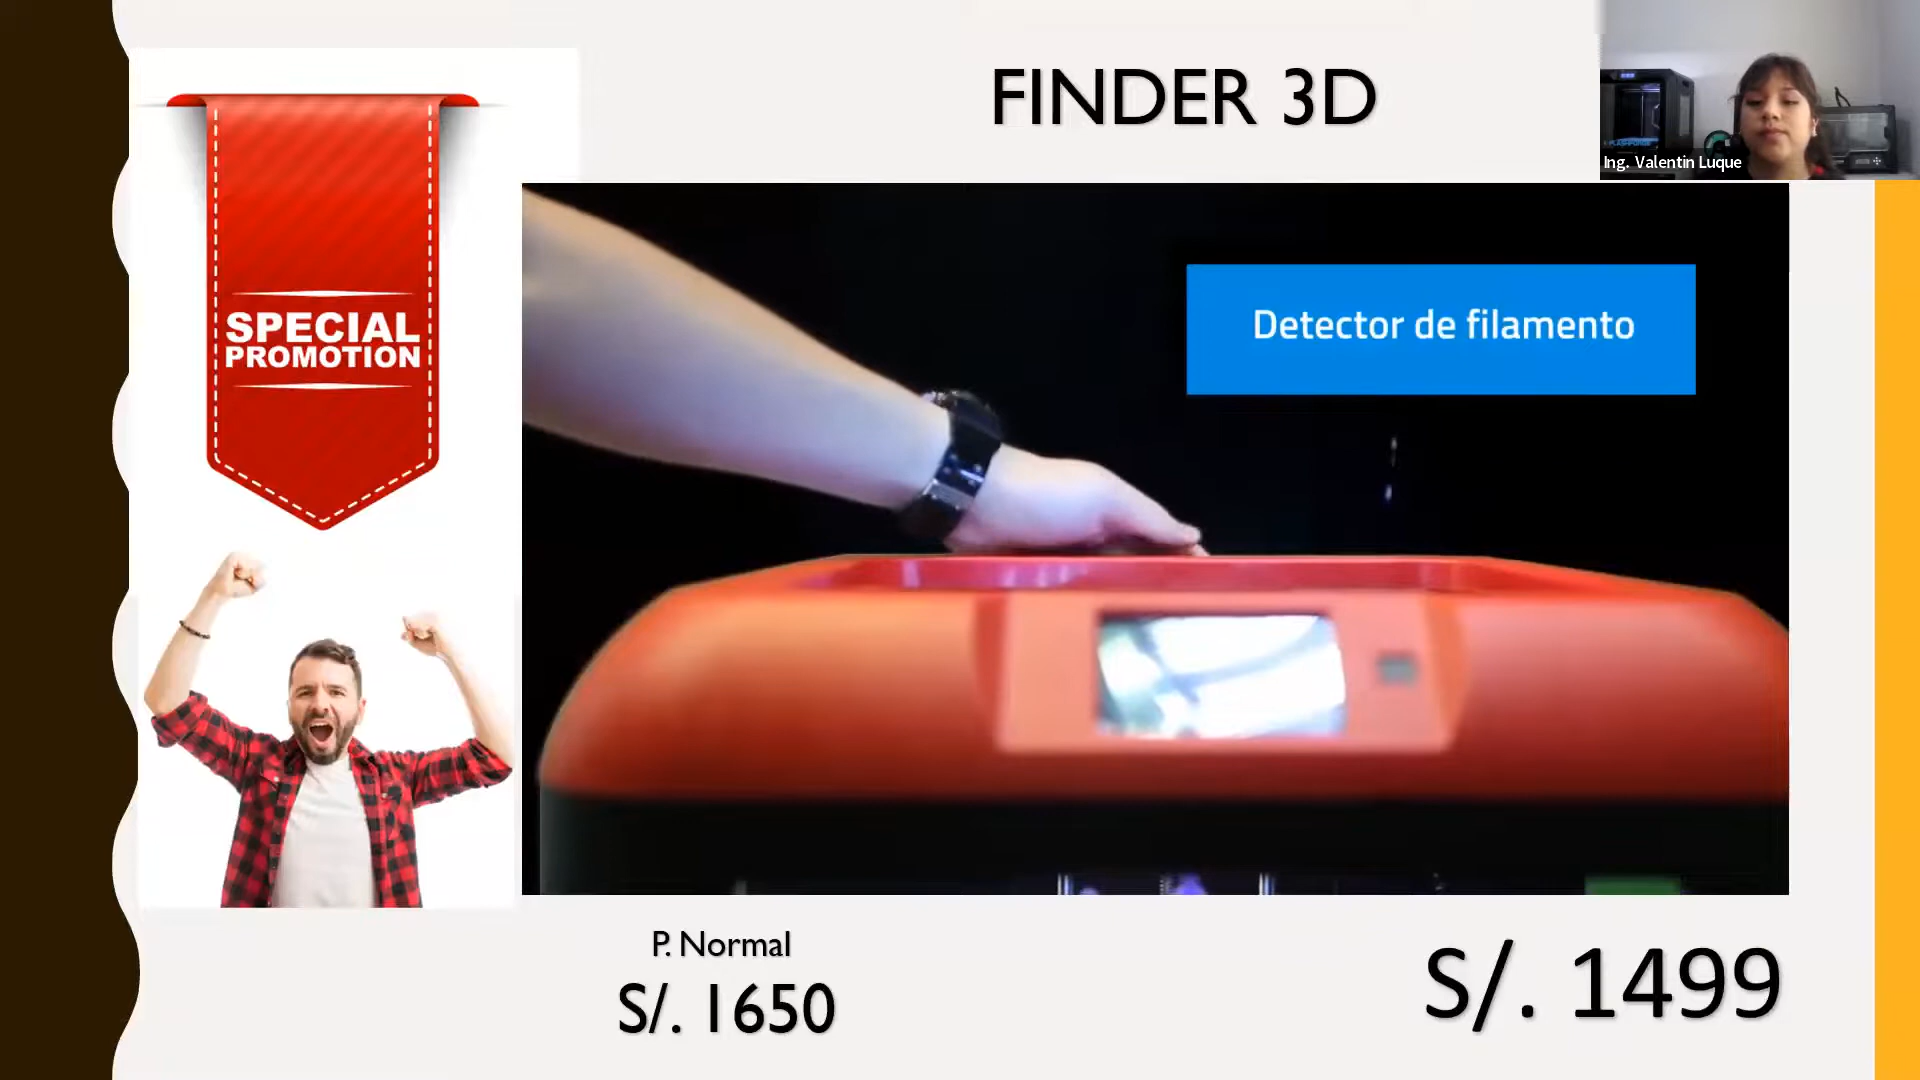 FINDER 3D
Ing. Valentin Luque
SPECIAL
PROMOTION
Detector de filamento
P. Normal
S/. 1650
S/. 1499